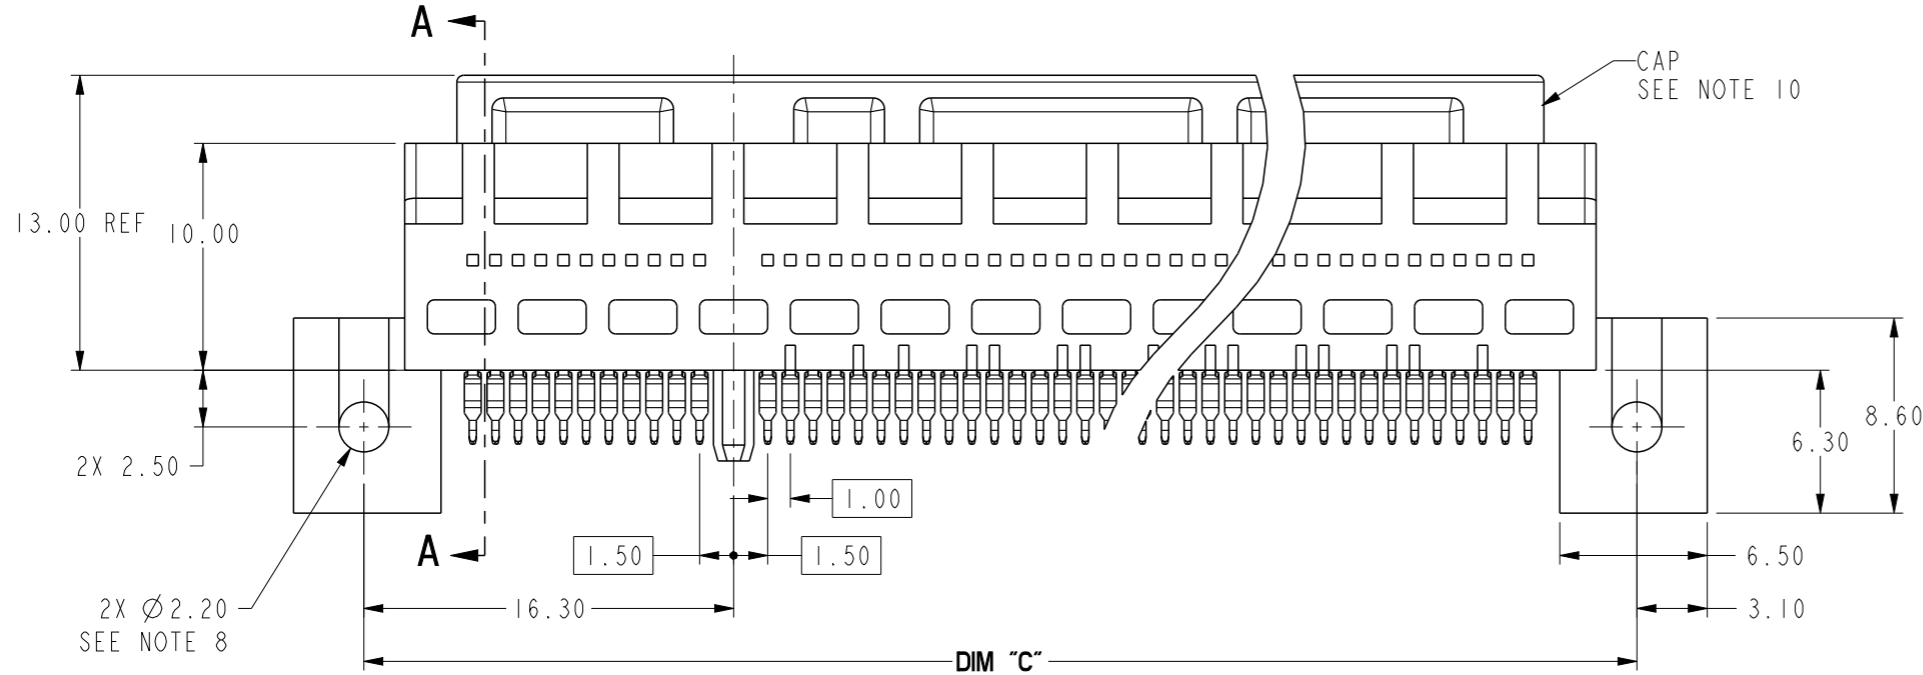 A
CAP
SEE NOTE 10
13.00 REF
10.00
2X 2.50
8.60
6.30
1.00
A
1.50
1.50
6.50
2X Ø2.20
SEE NOTE 8
16.30
3.10
DIM "C"